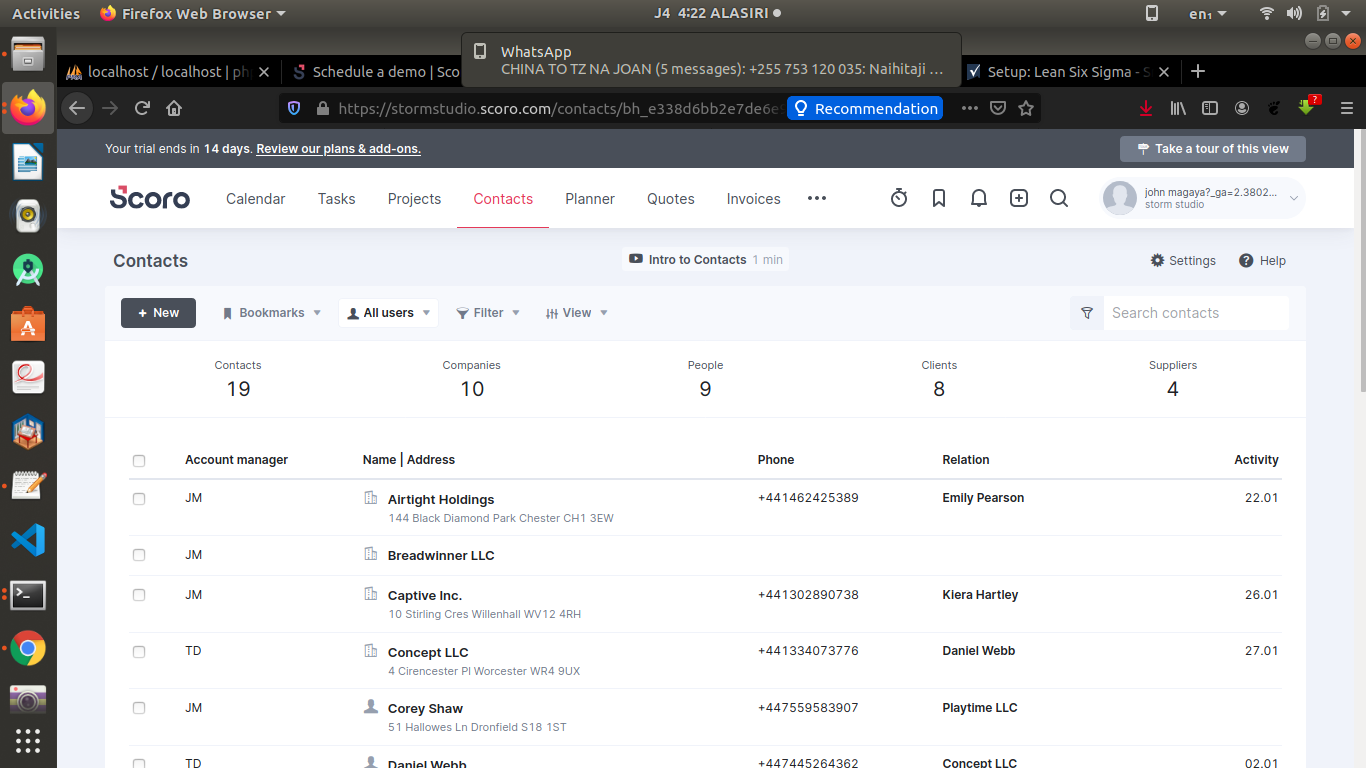 Activities Firefox Web Browser J4 4:22 ALASIRI en₁
WhatsApp
CHINA TO TZ NA JOAN (5 messages): +255 753 120 035: Naihitaji ...
localhost / localhost | ph Schedule a demo | Sco Setup: Lean Six Sigma - S
https://stormstudio.scoro.com/contacts/bh_e338d6bb2e7de6e9 Recommendation ?
Your trial ends in 14 days. Review our plans & add-ons. Take a tour of this view
Scoro Calendar Tasks Projects Contacts Planner Quotes Invoices
john magaya?_ga=2.3802...
storm studio
Contacts Intro to Contacts 1 min Settings ? Help
+ New Bookmarks All users Filter View Search contacts
Contacts Companies People Clients Suppliers
19 10 9 8 4
Account manager Name | Address Phone Relation Activity
JM Airtight Holdings +441462425389 Emily Pearson 22.01
144 Black Diamond Park Chester CH1 3EW
JM Breadwinner LLC
JM Captive Inc. +441302890738 Kiera Hartley 26.01
10 Stirling Cres Willenhall WV12 4RH
TD Concept LLC +441334073776 Daniel Webb 27.01
4 Cirencester Pl Worcester WR4 9UX
JM Corey Shaw +447559583907 Playtime LLC
51 Hallowes Ln Dronfield S18 1ST
TD Daniel Webb +447445264362 Concept LLC 02.01